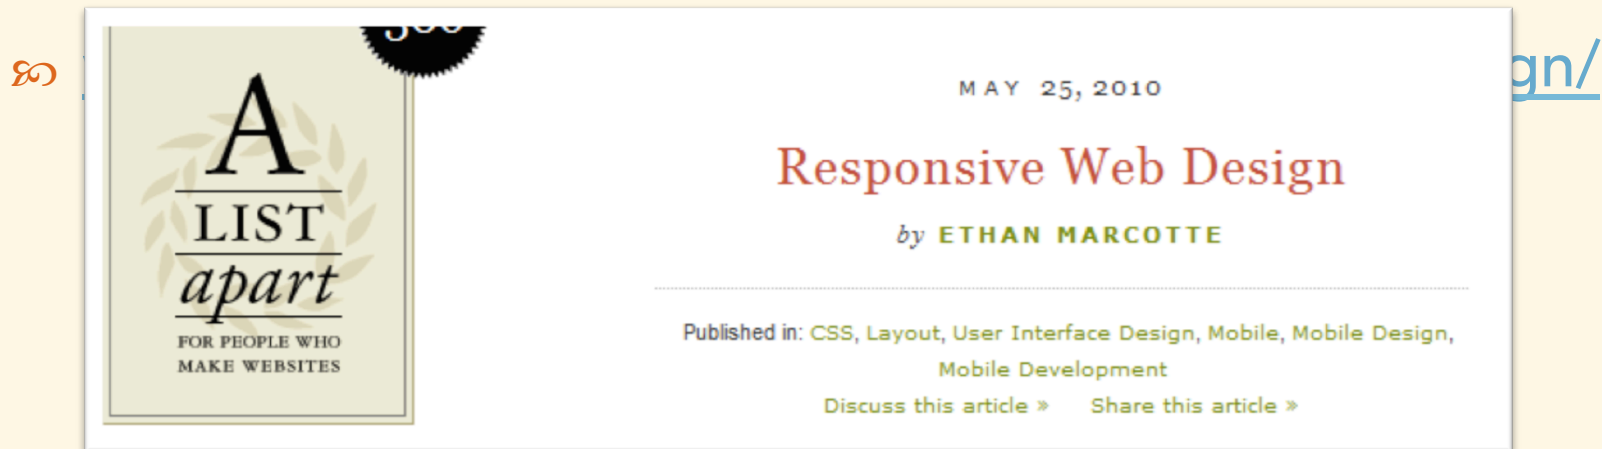 MAY 25, 2010
Responsive Web Design
by ETHAN MARCOTTE
Published in: CSS, Layout, User Interface Design, Mobile, Mobile Design,
Mobile Development
Discuss this article » Share this article »
A
LIST
apart
FOR PEOPLE WHO
MAKE WEBSITES
gn/